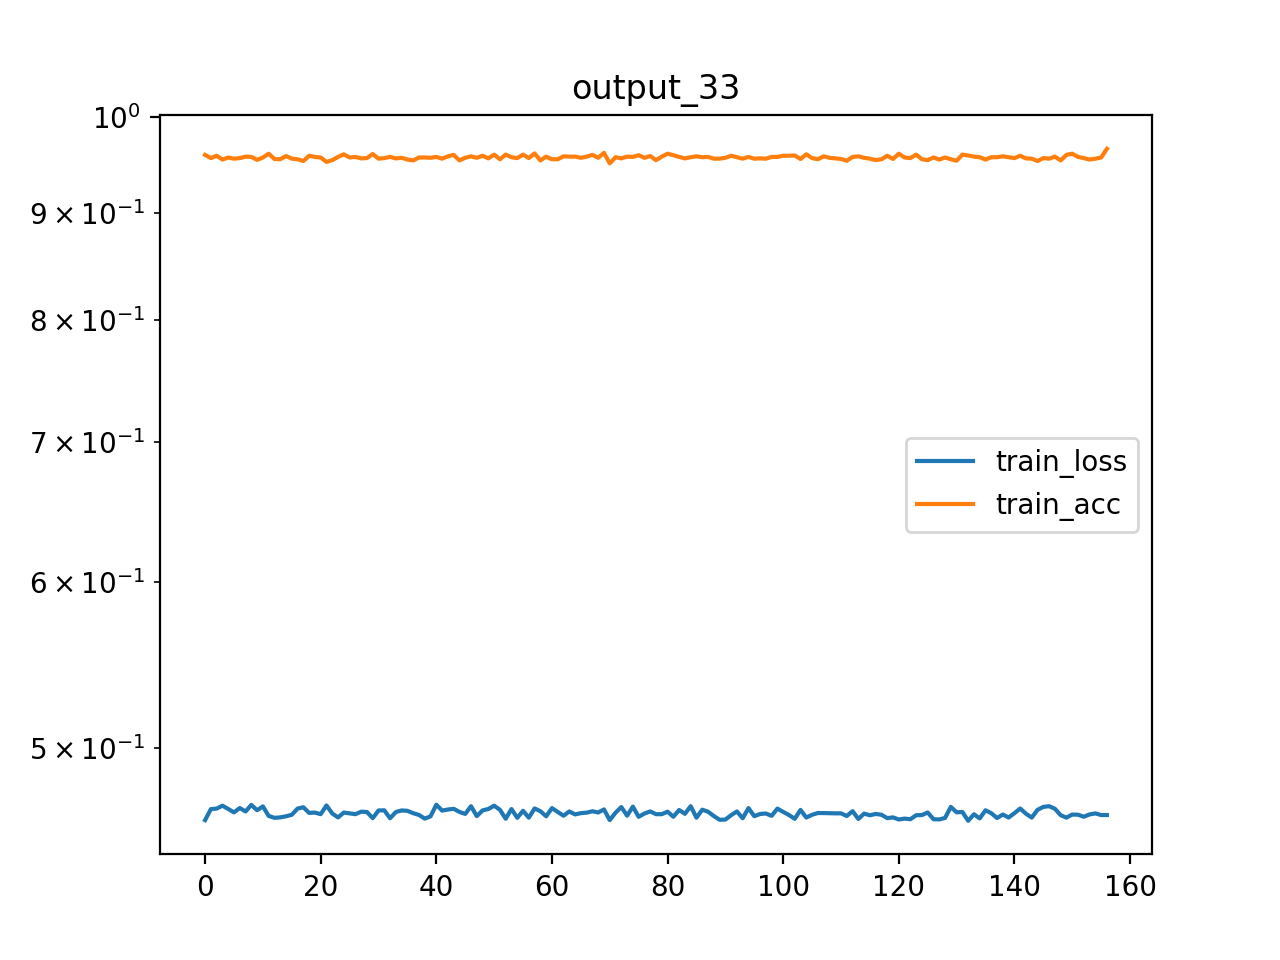 output_33
10⁰
9 × 10⁻¹
8 × 10⁻¹
7 × 10⁻¹
6 × 10⁻¹
5 × 10⁻¹
train_loss
train_acc
0 20 40 60 80 100 120 140 160